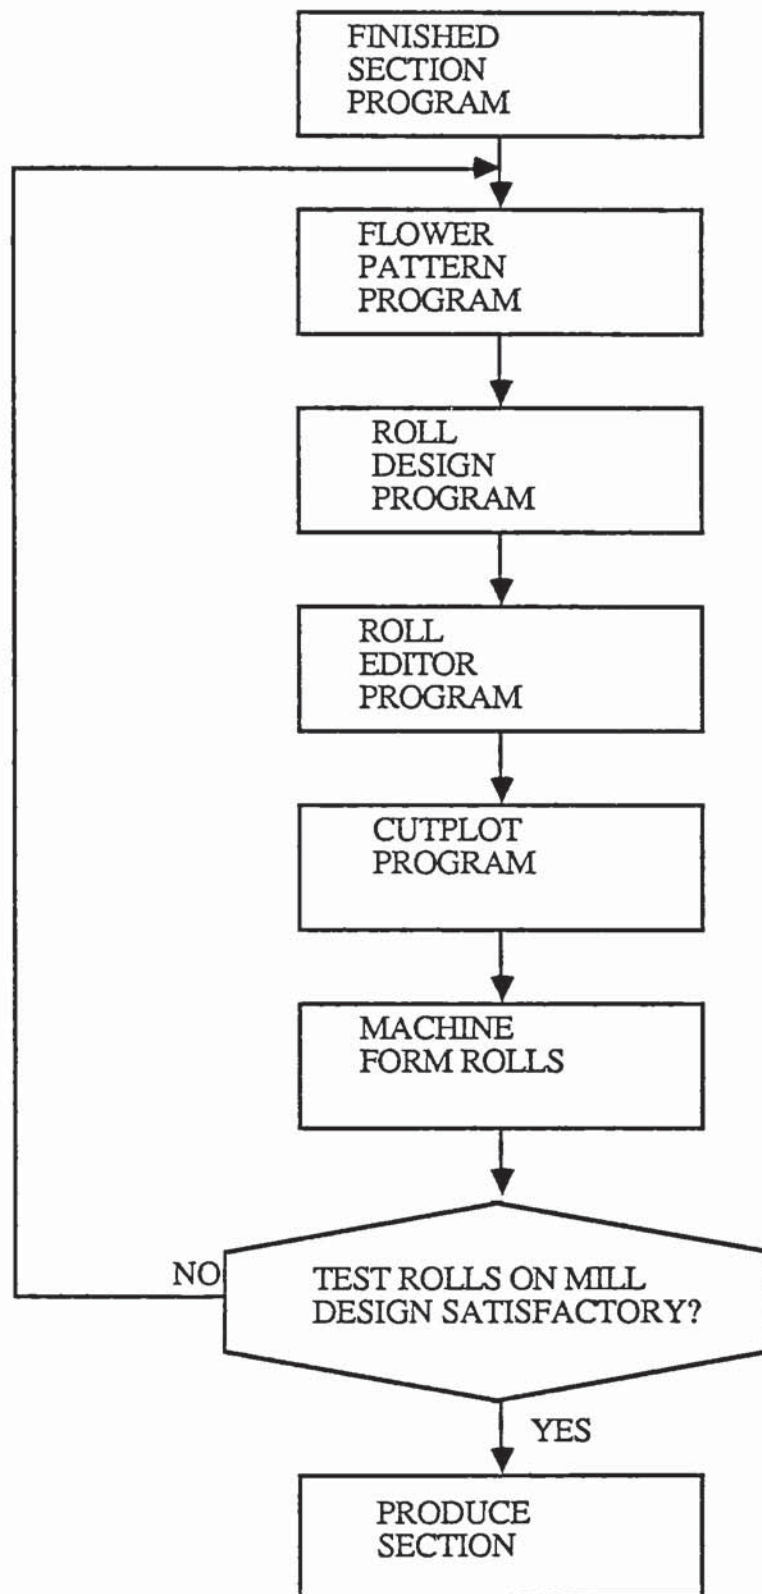 FINISHED
SECTION
PROGRAM
FLOWER
PATTERN
PROGRAM
ROLL
DESIGN
PROGRAM
ROLL
EDITOR
PROGRAM
CUTPLOT
PROGRAM
MACHINE
FORM ROLLS
NO
TEST ROLLS ON MILL
DESIGN SATISFACTORY?
YES
PRODUCE
SECTION